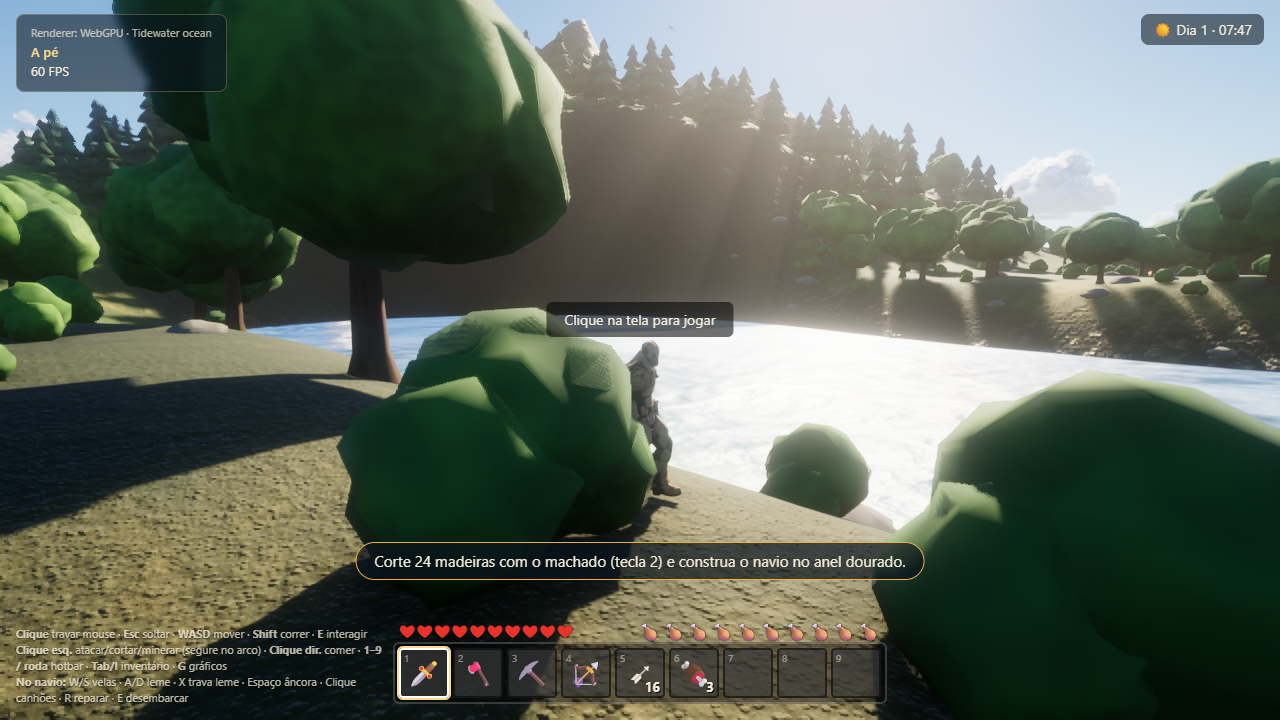 Renderer: WebGPU · Tidewater ocean
A pé
60 FPS
Dia 1 · 07:47
Clique na tela para jogar
Corte 24 madeiras com o machado (tecla 2) e construa o navio no anel dourado.
Clique travar mouse · Esc soltar · WASD mover · Shift correr · E interagir
Clique esq. atacar/cortar/minerar (segure no arco) · Clique dir. comer · 1–9
/ roda hotbar · Tab/I inventário · G gráficos
No navio: W/S velas · A/D leme · X trava leme · Espaço âncora · Clique
canhões · R reparar · E desembarcar
1 2 3 4 5 6 7 8 9
16 3